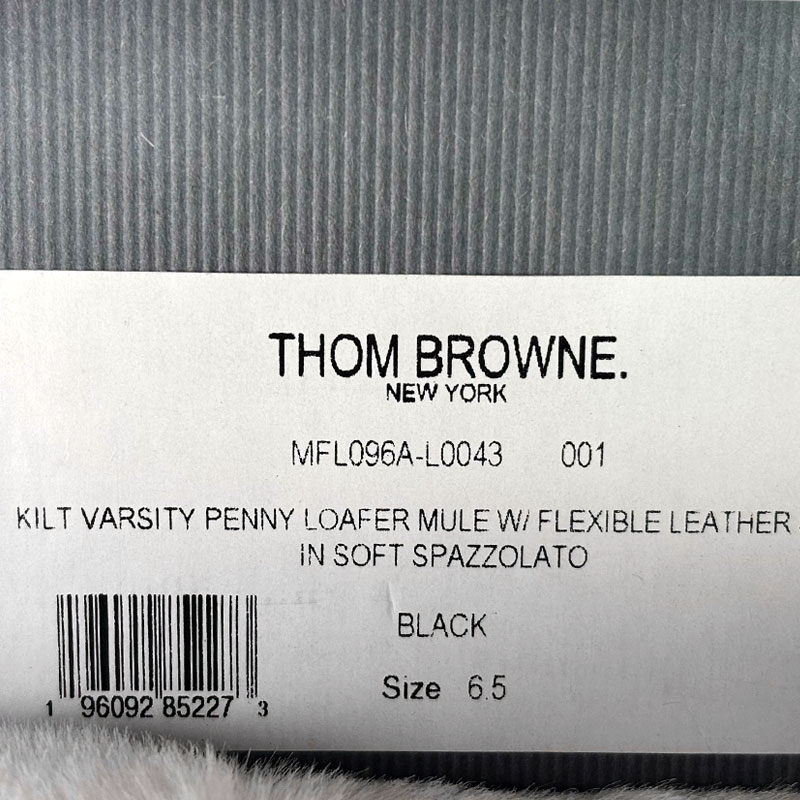 THOM BROWNE.
NEW YORK
MFL096A-L0043 001
KILT VARSITY PENNY LOAFER MULE W/ FLEXIBLE LEATHER
IN SOFT SPAZZOLATO
BLACK
Size 6.5
1 96092 85227 3